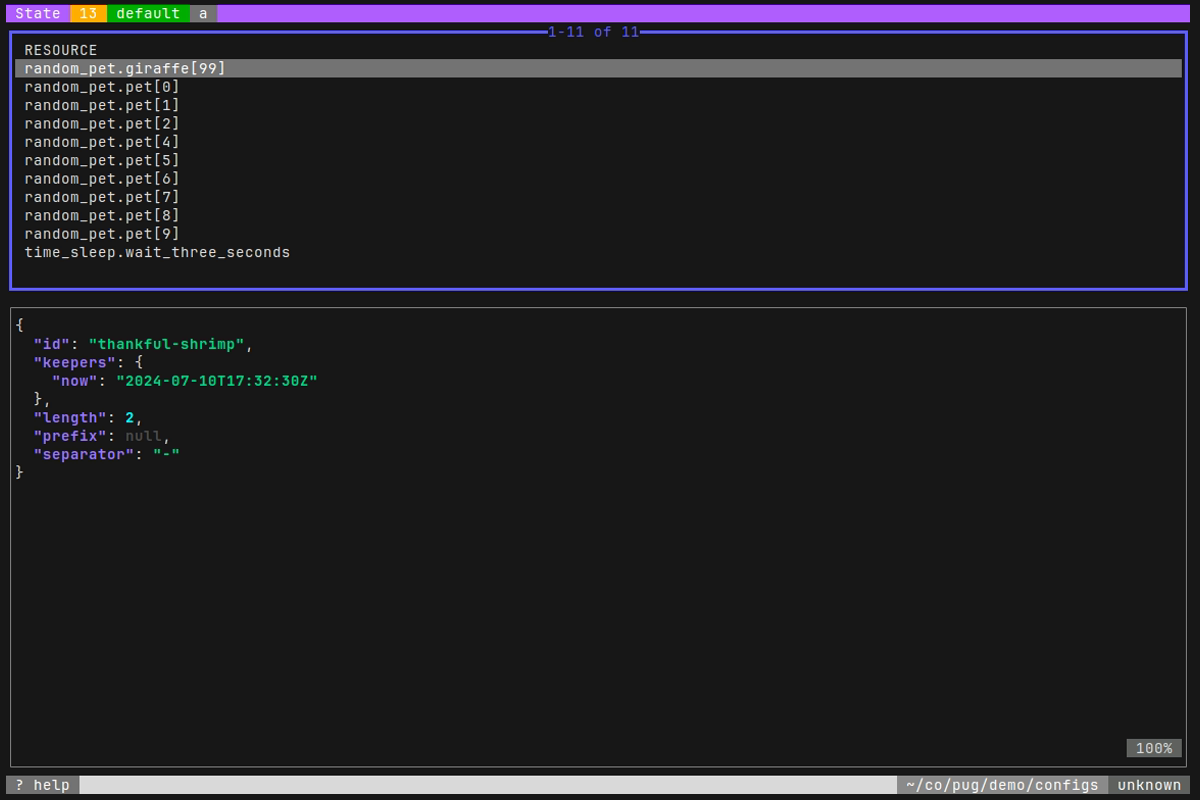 State 13 default a
1-11 of 11
RESOURCE
random_pet.giraffe[99]
random_pet.pet[0]
random_pet.pet[1]
random_pet.pet[2]
random_pet.pet[4]
random_pet.pet[5]
random_pet.pet[6]
random_pet.pet[7]
random_pet.pet[8]
random_pet.pet[9]
time_sleep.wait_three_seconds
{
  "id": "thankful-shrimp",
  "keepers": {
    "now": "2024-07-10T17:32:30Z"
  },
  "length": 2,
  "prefix": null,
  "separator": "-"
}
100%
? help ~/co/pug/demo/configs unknown